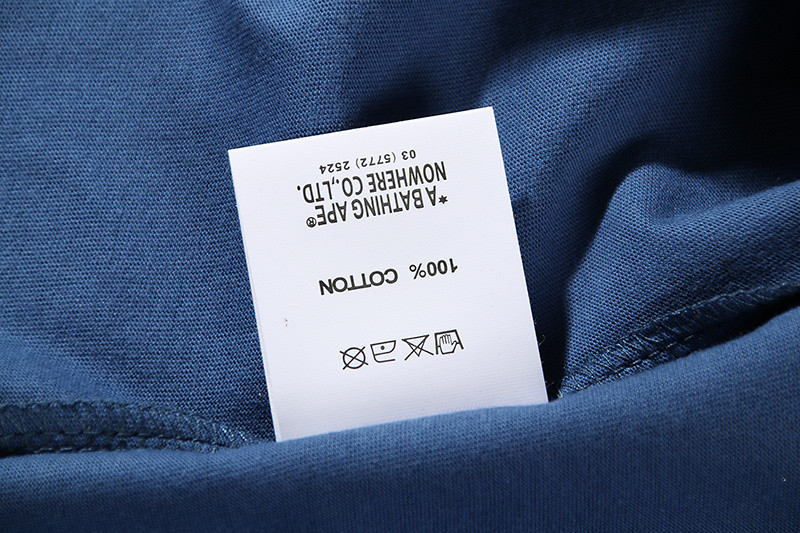 100% COTTON
*A BATHING APE®
NOWHERE CO.,LTD.
03 (5772) 2524